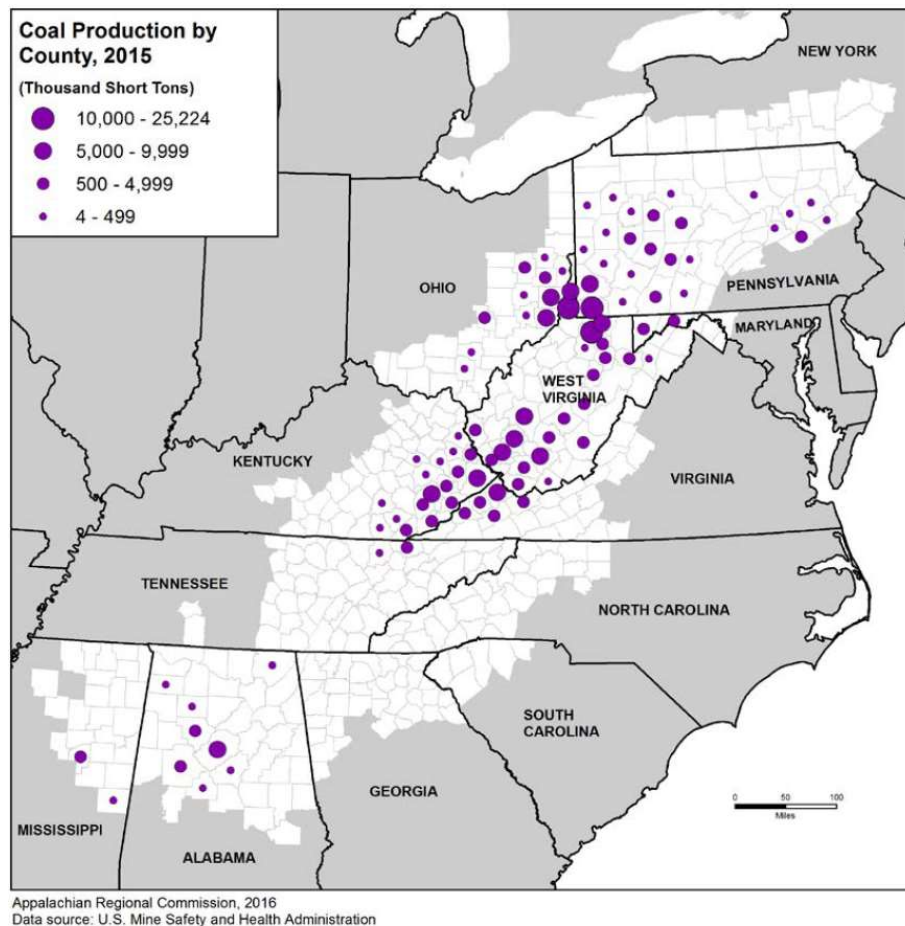 Coal Production by
County, 2015
(Thousand Short Tons)
10,000 - 25,224
5,000 - 9,999
500 - 4,999
4 - 499
NEW YORK
OHIO
PENNSYLVANIA
MARYLAND
WEST
VIRGINIA
KENTUCKY
VIRGINIA
TENNESSEE
NORTH CAROLINA
SOUTH
CAROLINA
GEORGIA
MISSISSIPPI
ALABAMA
0 50 100
Miles
Appalachian Regional Commission, 2016
Data source: U.S. Mine Safety and Health Administration